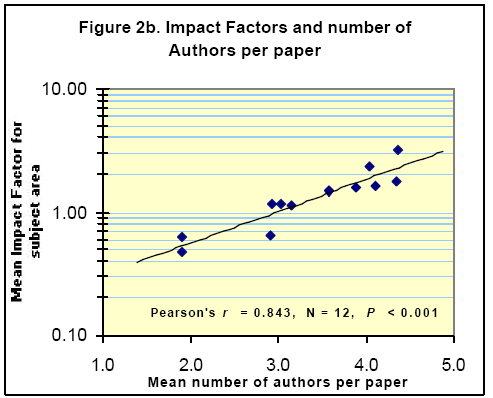 Figure 2b. Impact Factors and number of
Authors per paper
Mean Impact Factor for
subject area
10.00
1.00
0.10
Pearson's r = 0.843, N = 12, P < 0.001
1.0 2.0 3.0 4.0 5.0
Mean number of authors per paper